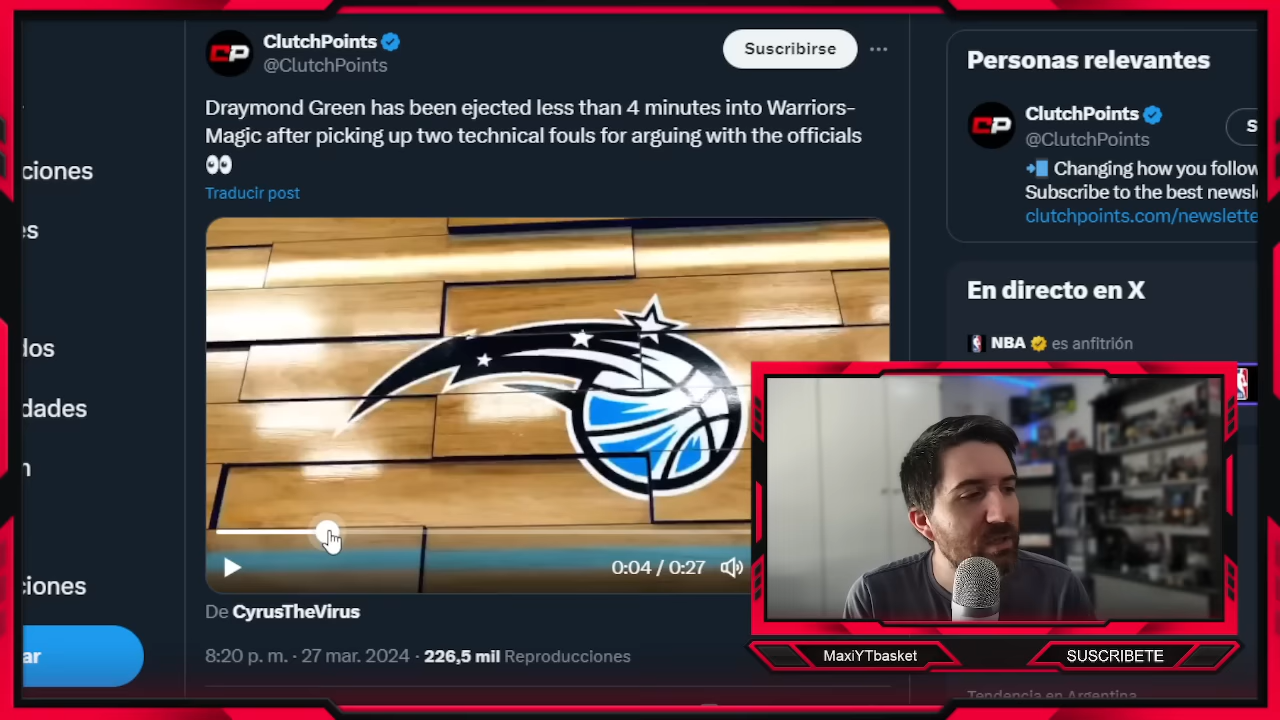 CP
ClutchPoints
@ClutchPoints
Suscribirse
Draymond Green has been ejected less than 4 minutes into Warriors-
Magic after picking up two technical fouls for arguing with the officials
👀
Traducir post
0:04 / 0:27
De CyrusTheVirus
8:20 p. m. · 27 mar. 2024 · 226,5 mil Reproducciones
ciones
es
dos
dades
n
ciones
ar
Personas relevantes
CP
ClutchPoints
@ClutchPoints
S
📲 Changing how you follow
Subscribe to the best newsl
clutchpoints.com/newslette
En directo en X
NBA es anfitrión
MaxiYTbasket
SUSCRIBETE
Tendencia en Argentina